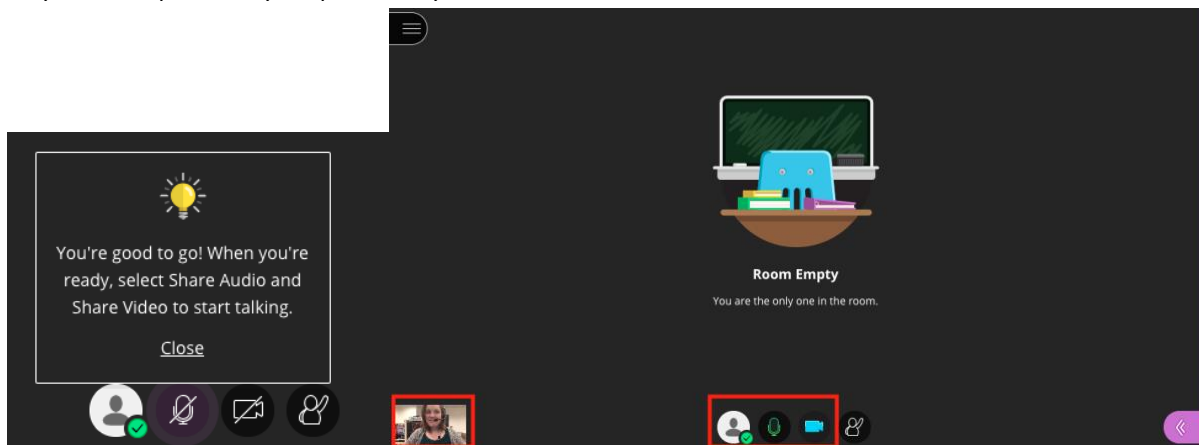 You're good to go! When you're
ready, select Share Audio and
Share Video to start talking.
Close
Room Empty
You are the only one in the room.